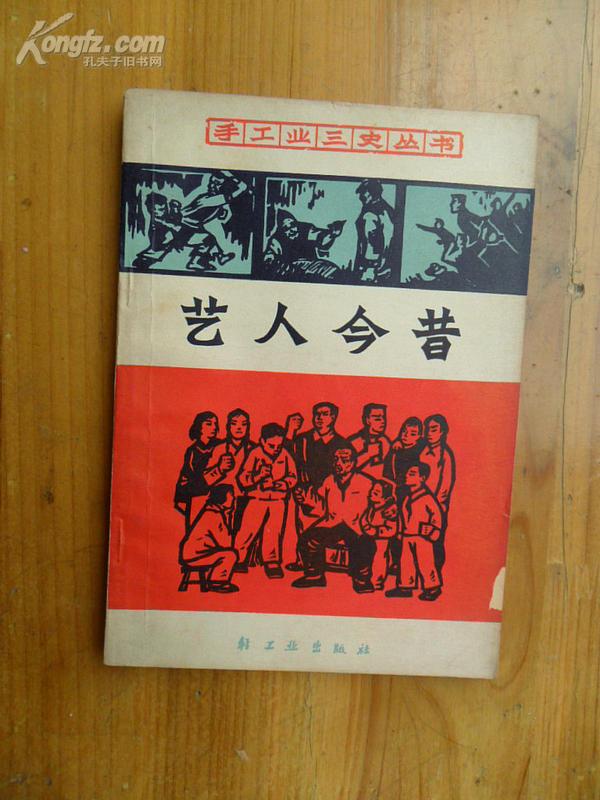 Kongfz.com
孔夫子旧书网
手工业三史丛书
艺人今昔
轻工业出版社